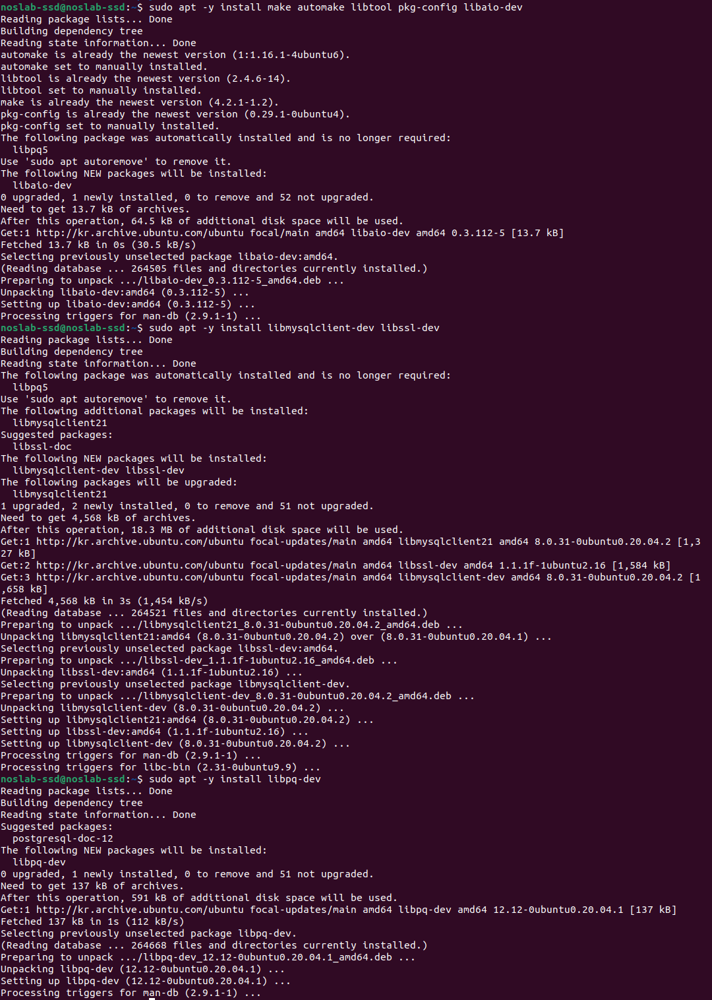 noslab-ssd@noslab-ssd:~$ sudo apt -y install make automake libtool pkg-config libaio-dev
Reading package lists... Done
Building dependency tree
Reading state information... Done
automake is already the newest version (1:1.16.1-4ubuntu6).
automake set to manually installed.
libtool is already the newest version (2.4.6-14).
libtool set to manually installed.
make is already the newest version (4.2.1-1.2).
pkg-config is already the newest version (0.29.1-0ubuntu4).
pkg-config set to manually installed.
The following package was automatically installed and is no longer required:
  libpq5
Use 'sudo apt autoremove' to remove it.
The following NEW packages will be installed:
  libaio-dev
0 upgraded, 1 newly installed, 0 to remove and 52 not upgraded.
Need to get 13.7 kB of archives.
After this operation, 64.5 kB of additional disk space will be used.
Get:1 http://kr.archive.ubuntu.com/ubuntu focal/main amd64 libaio-dev amd64 0.3.112-5 [13.7 kB]
Fetched 13.7 kB in 0s (30.5 kB/s)
Selecting previously unselected package libaio-dev:amd64.
(Reading database ... 264505 files and directories currently installed.)
Preparing to unpack .../libaio-dev_0.3.112-5_amd64.deb ...
Unpacking libaio-dev:amd64 (0.3.112-5) ...
Setting up libaio-dev:amd64 (0.3.112-5) ...
Processing triggers for man-db (2.9.1-1) ...
noslab-ssd@noslab-ssd:~$ sudo apt -y install libmysqlclient-dev libssl-dev
Reading package lists... Done
Building dependency tree
Reading state information... Done
The following package was automatically installed and is no longer required:
  libpq5
Use 'sudo apt autoremove' to remove it.
The following additional packages will be installed:
  libmysqlclient21
Suggested packages:
  libssl-doc
The following NEW packages will be installed:
  libmysqlclient-dev libssl-dev
The following packages will be upgraded:
  libmysqlclient21
1 upgraded, 2 newly installed, 0 to remove and 51 not upgraded.
Need to get 4,568 kB of archives.
After this operation, 18.3 MB of additional disk space will be used.
Get:1 http://kr.archive.ubuntu.com/ubuntu focal-updates/main amd64 libmysqlclient21 amd64 8.0.31-0ubuntu0.20.04.2 [1,3
27 kB]
Get:2 http://kr.archive.ubuntu.com/ubuntu focal-updates/main amd64 libssl-dev amd64 1.1.1f-1ubuntu2.16 [1,584 kB]
Get:3 http://kr.archive.ubuntu.com/ubuntu focal-updates/main amd64 libmysqlclient-dev amd64 8.0.31-0ubuntu0.20.04.2 [1
,658 kB]
Fetched 4,568 kB in 3s (1,454 kB/s)
(Reading database ... 264521 files and directories currently installed.)
Preparing to unpack .../libmysqlclient21_8.0.31-0ubuntu0.20.04.2_amd64.deb ...
Unpacking libmysqlclient21:amd64 (8.0.31-0ubuntu0.20.04.2) over (8.0.31-0ubuntu0.20.04.1) ...
Selecting previously unselected package libssl-dev:amd64.
Preparing to unpack .../libssl-dev_1.1.1f-1ubuntu2.16_amd64.deb ...
Unpacking libssl-dev:amd64 (1.1.1f-1ubuntu2.16) ...
Selecting previously unselected package libmysqlclient-dev.
Preparing to unpack .../libmysqlclient-dev_8.0.31-0ubuntu0.20.04.2_amd64.deb ...
Unpacking libmysqlclient-dev (8.0.31-0ubuntu0.20.04.2) ...
Setting up libmysqlclient21:amd64 (8.0.31-0ubuntu0.20.04.2) ...
Setting up libssl-dev:amd64 (1.1.1f-1ubuntu2.16) ...
Setting up libmysqlclient-dev (8.0.31-0ubuntu0.20.04.2) ...
Processing triggers for man-db (2.9.1-1) ...
Processing triggers for libc-bin (2.31-0ubuntu9.9) ...
noslab-ssd@noslab-ssd:~$ sudo apt -y install libpq-dev
Reading package lists... Done
Building dependency tree
Reading state information... Done
Suggested packages:
  postgresql-doc-12
The following NEW packages will be installed:
  libpq-dev
0 upgraded, 1 newly installed, 0 to remove and 51 not upgraded.
Need to get 137 kB of archives.
After this operation, 591 kB of additional disk space will be used.
Get:1 http://kr.archive.ubuntu.com/ubuntu focal-updates/main amd64 libpq-dev amd64 12.12-0ubuntu0.20.04.1 [137 kB]
Fetched 137 kB in 1s (112 kB/s)
Selecting previously unselected package libpq-dev.
(Reading database ... 264668 files and directories currently installed.)
Preparing to unpack .../libpq-dev_12.12-0ubuntu0.20.04.1_amd64.deb ...
Unpacking libpq-dev (12.12-0ubuntu0.20.04.1) ...
Setting up libpq-dev (12.12-0ubuntu0.20.04.1) ...
Processing triggers for man-db (2.9.1-1) ...